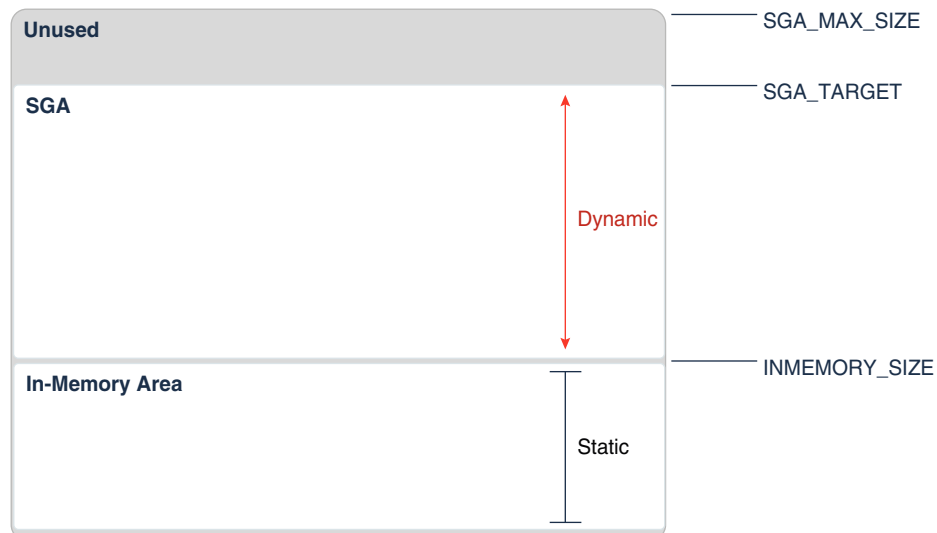 Unused
SGA_MAX_SIZE
SGA_TARGET
SGA
Dynamic
INMEMORY_SIZE
In-Memory Area
Static